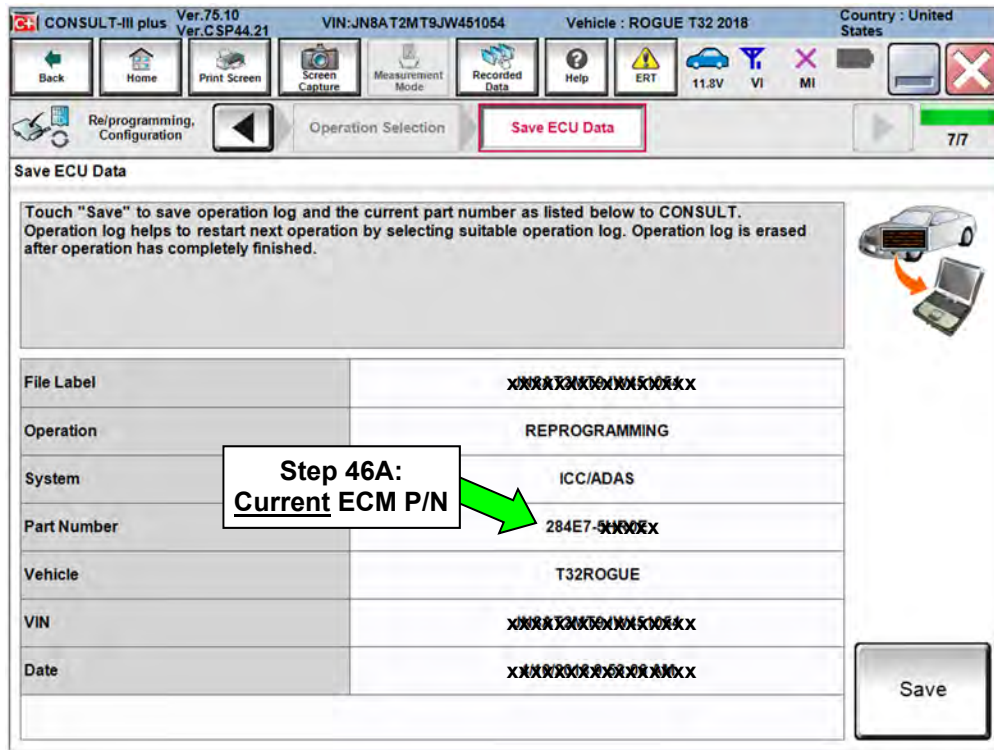 CONSULT-III plus Ver.75.10 Ver.CSP44.21 VIN:JN8AT2MT9JW451054 Vehicle : ROGUE T32 2018 Country : United States
Back Home Print Screen Screen Capture Measurement Mode Recorded Data Help ERT 11.8V VI MI
Re/programming, Configuration Operation Selection Save ECU Data 7/7
Save ECU Data
Touch "Save" to save operation log and the current part number as listed below to CONSULT.
Operation log helps to restart next operation by selecting suitable operation log. Operation log is erased
after operation has completely finished.
File Label
Operation REPROGRAMMING
System ICC/ADAS
Step 46A:
Current ECM P/N
Part Number 284E7-
Vehicle T32ROGUE
VIN
Date
Save